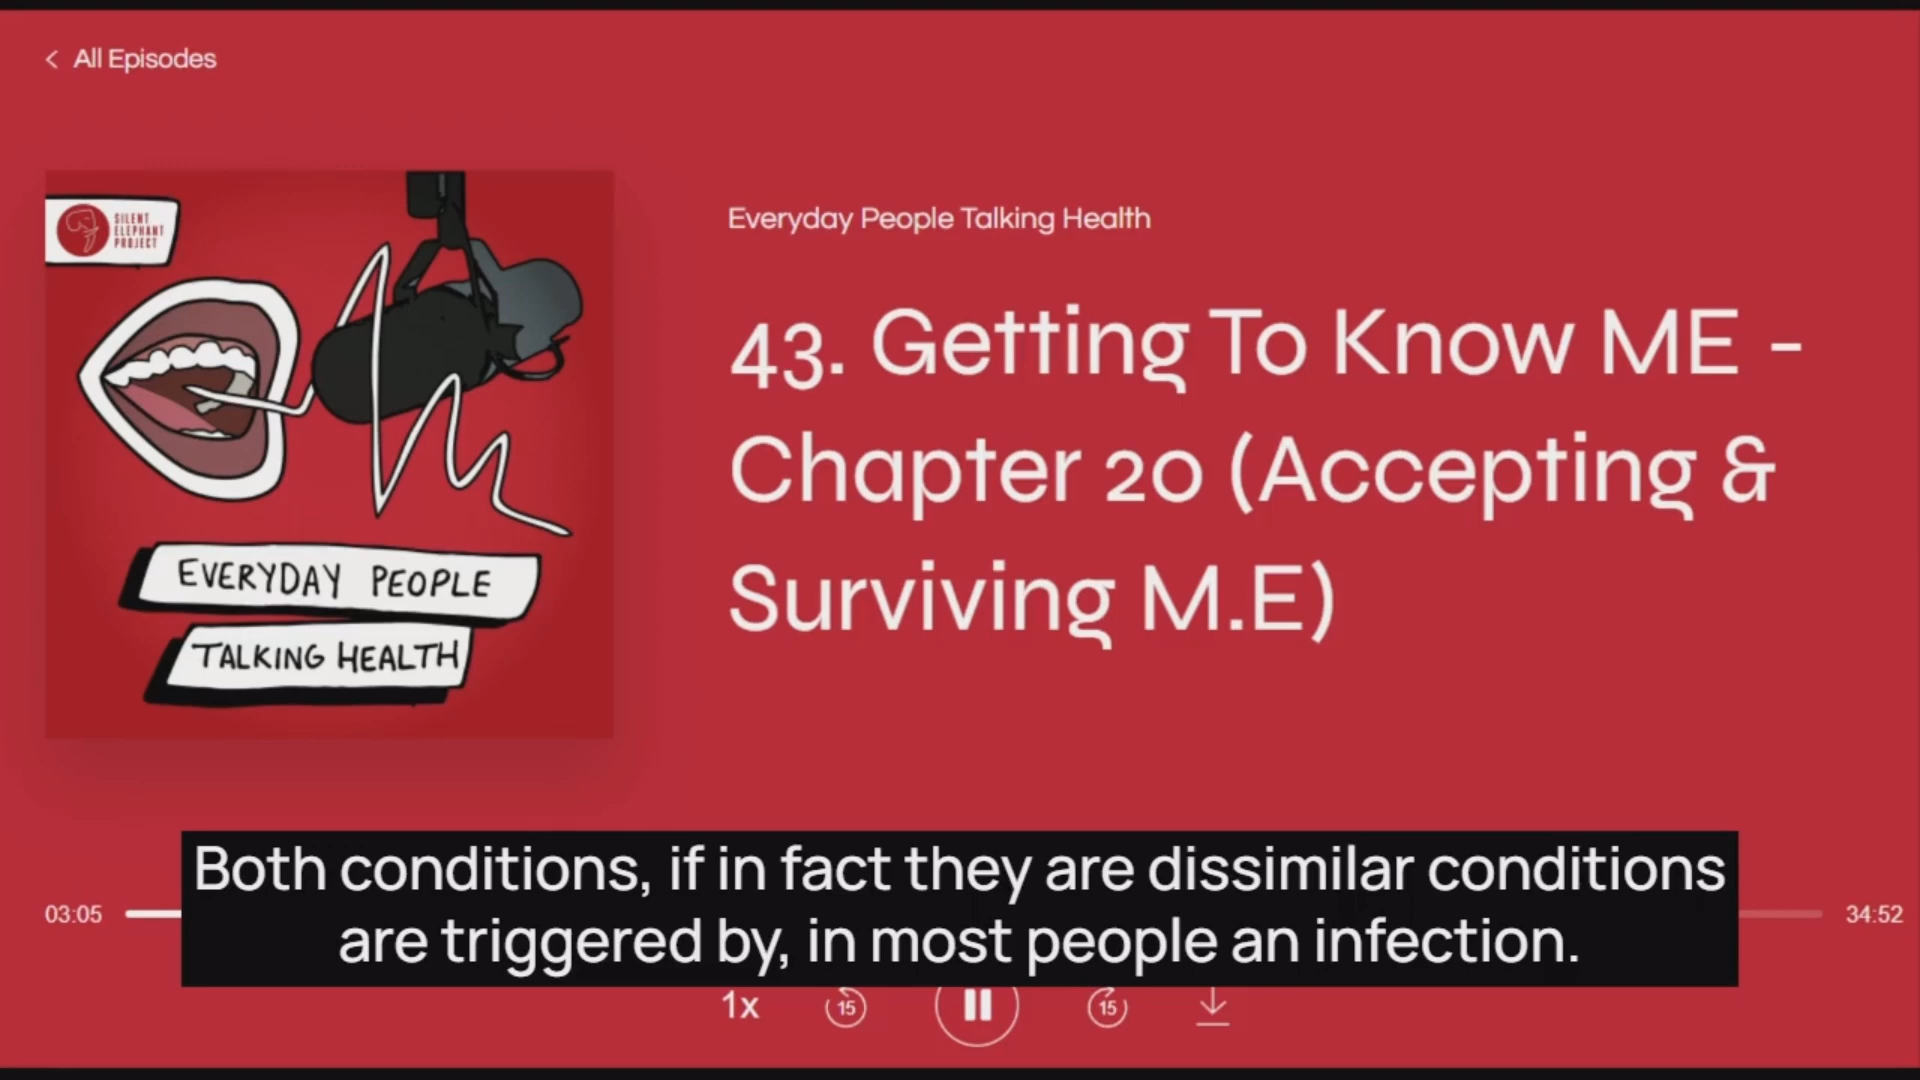 All Episodes
SILENT
ELEPHANT
PROJECT
EVERYDAY PEOPLE
TALKING HEALTH
Everyday People Talking Health
43. Getting To Know ME -
Chapter 20 (Accepting &
Surviving M.E)
Both conditions, if in fact they are dissimilar conditions
are triggered by, in most people an infection.
03:05
34:52
1x
15
15